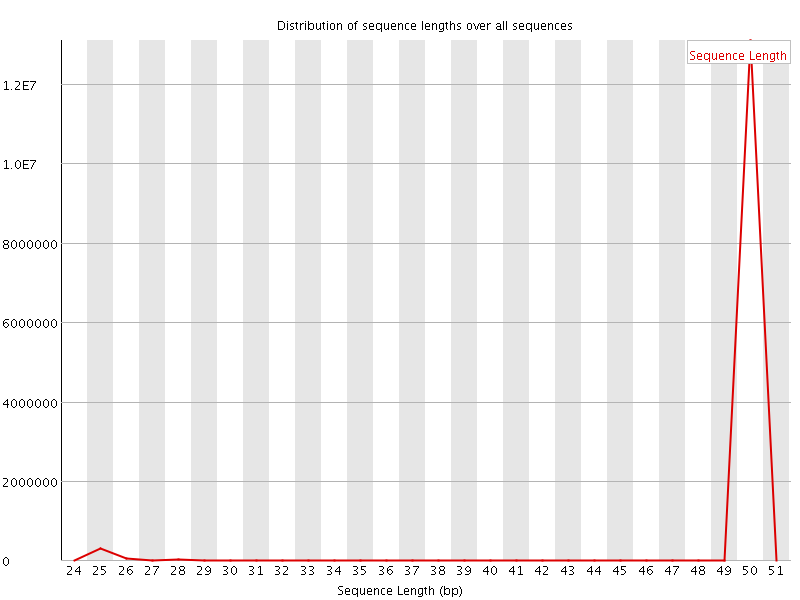 Distribution of sequence lengths over all sequences
Sequence Length
1.2E7
1.0E7
8000000
6000000
4000000
2000000
0
24 25 26 27 28 29 30 31 32 33 34 35 36 37 38 39 40 41 42 43 44 45 46 47 48 49 50 51
Sequence Length (bp)